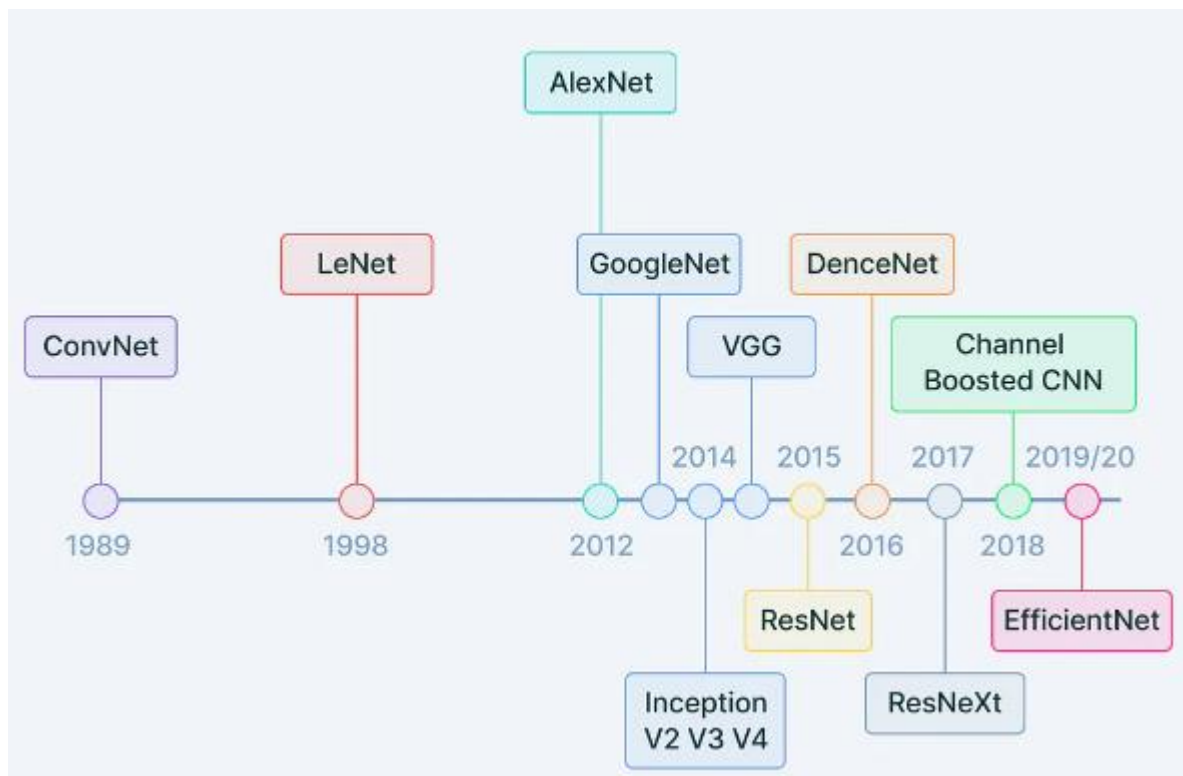 AlexNet
LeNet
GoogleNet
DenceNet
ConvNet
VGG
Channel
Boosted CNN
2014
2015
2017
2019/20
1989
1998
2012
2016
2018
ResNet
EfficientNet
Inception
V2 V3 V4
ResNeXt